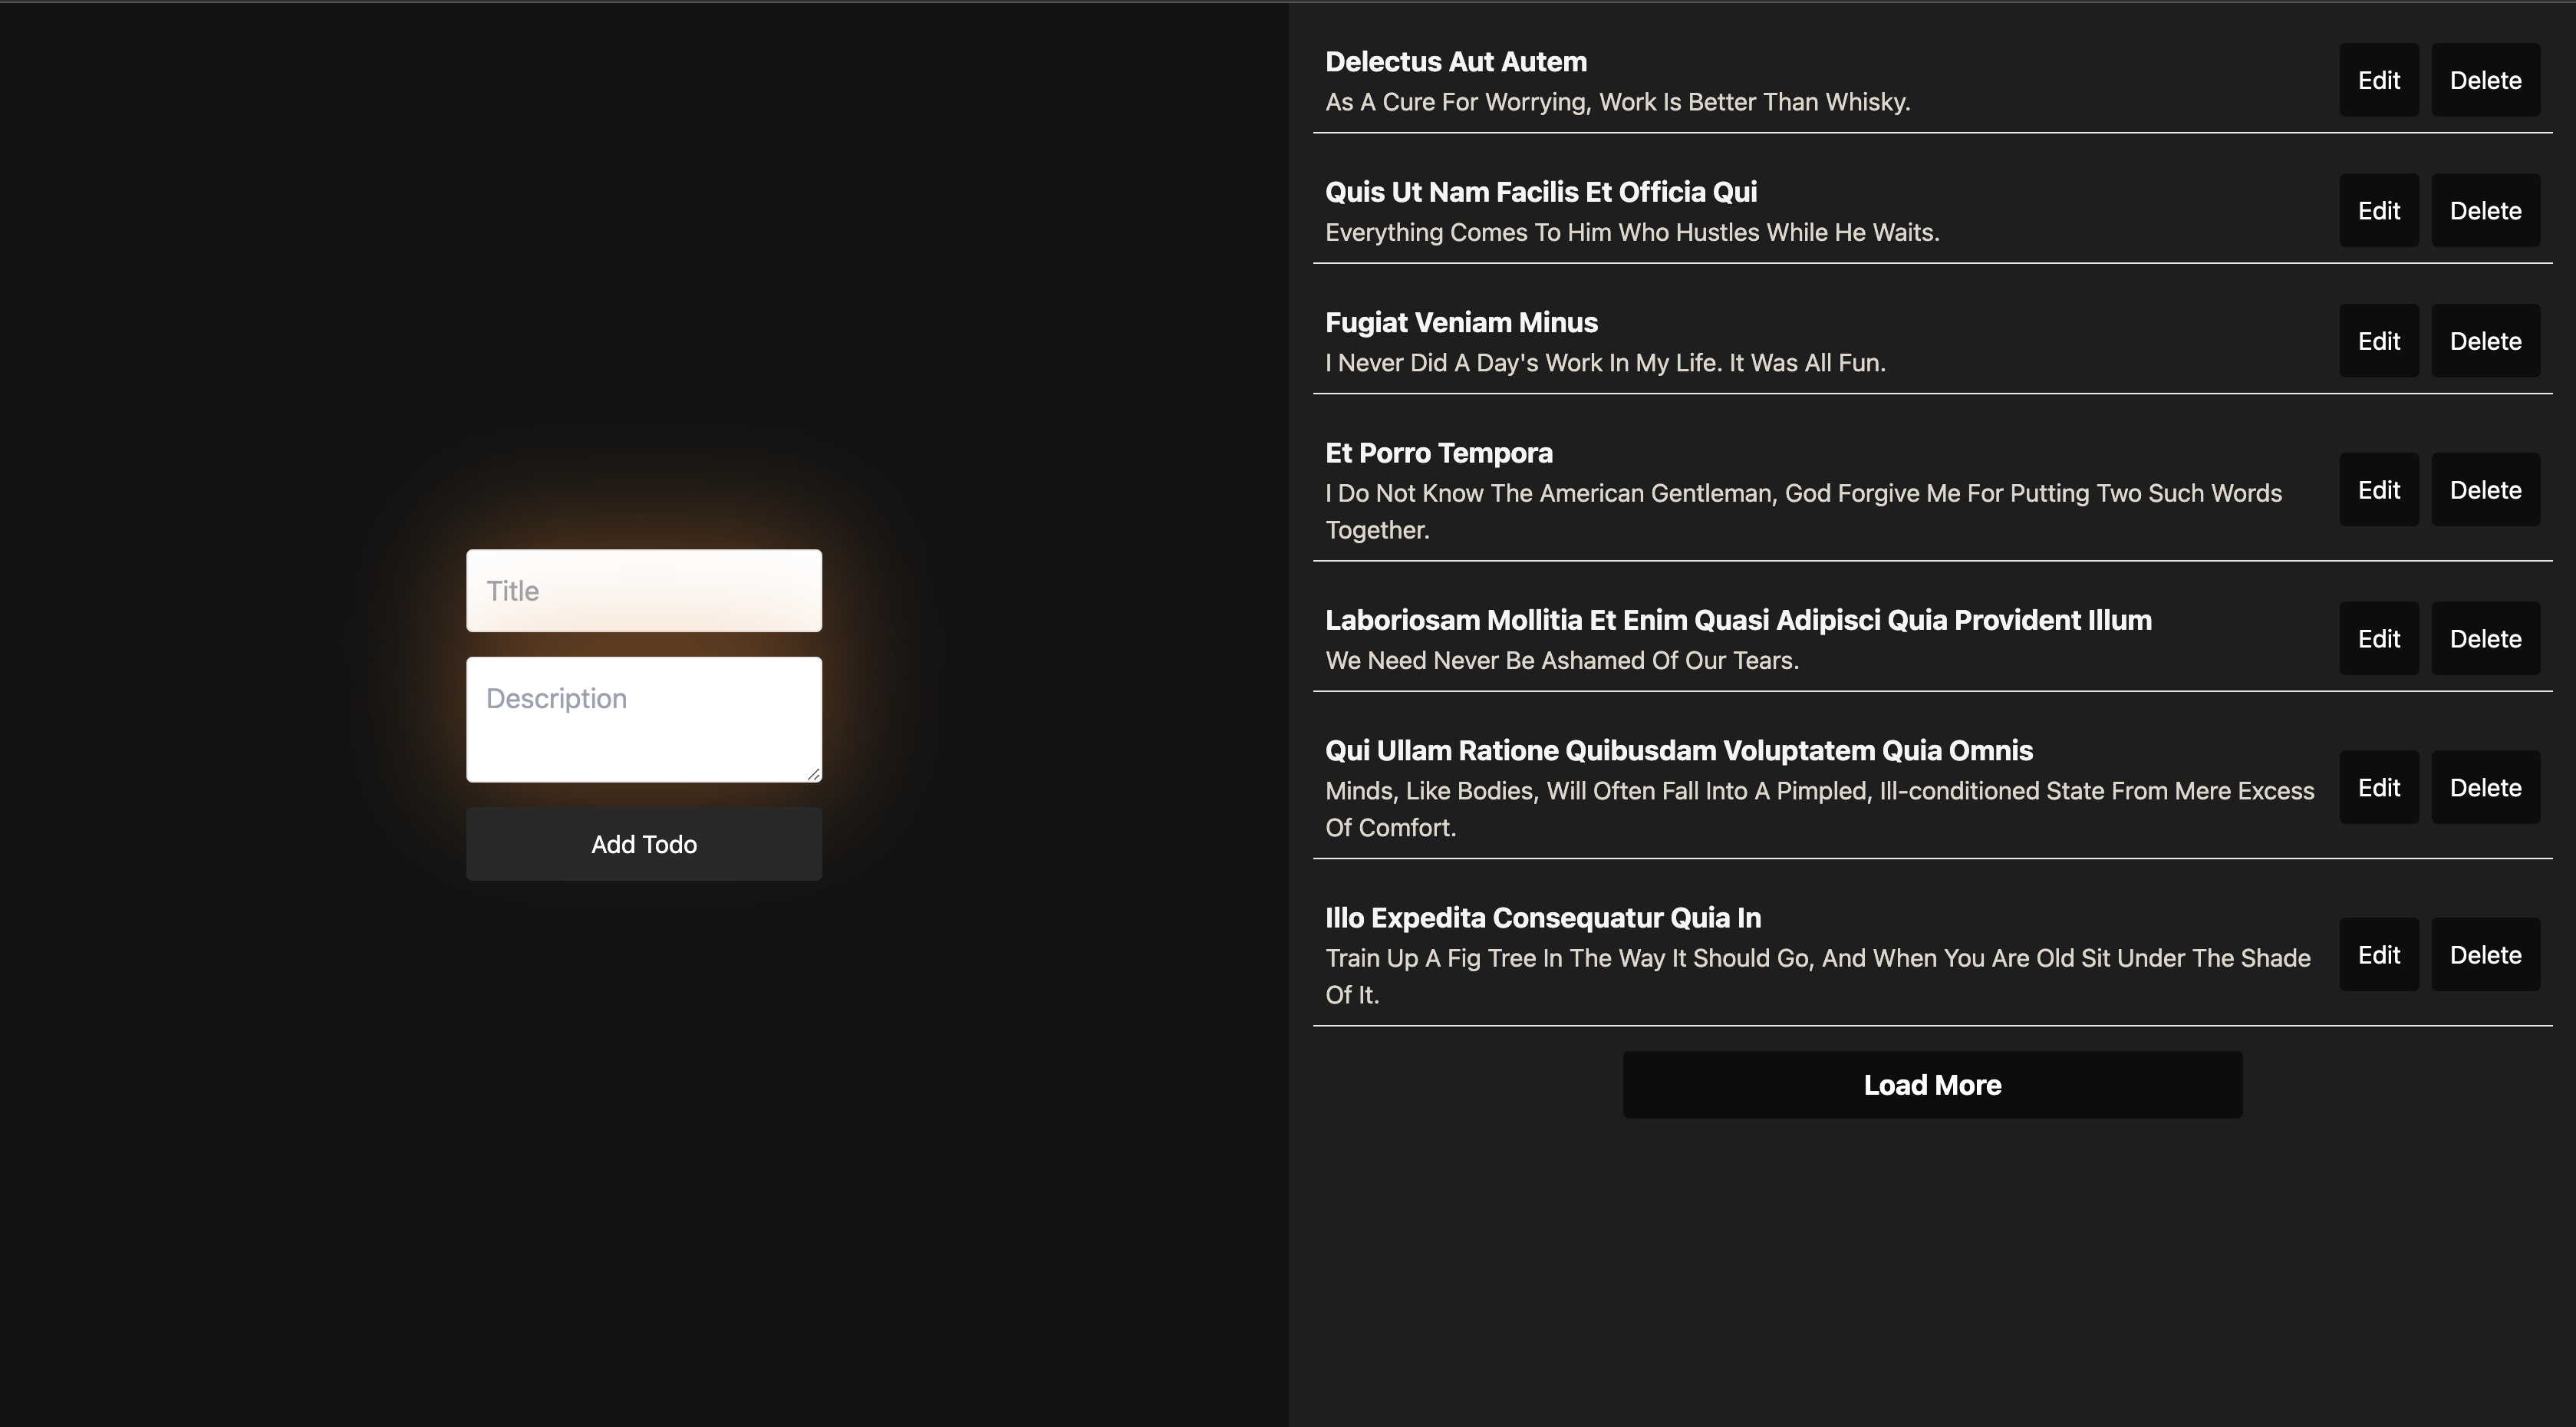 Title
Description
Add Todo
Delectus Aut Autem
As A Cure For Worrying, Work Is Better Than Whisky.
Edit Delete
Quis Ut Nam Facilis Et Officia Qui
Everything Comes To Him Who Hustles While He Waits.
Edit Delete
Fugiat Veniam Minus
I Never Did A Day's Work In My Life. It Was All Fun.
Edit Delete
Et Porro Tempora
I Do Not Know The American Gentleman, God Forgive Me For Putting Two Such Words
Together.
Edit Delete
Laboriosam Mollitia Et Enim Quasi Adipisci Quia Provident Illum
We Need Never Be Ashamed Of Our Tears.
Edit Delete
Qui Ullam Ratione Quibusdam Voluptatem Quia Omnis
Minds, Like Bodies, Will Often Fall Into A Pimpled, Ill-conditioned State From Mere Excess
Of Comfort.
Edit Delete
Illo Expedita Consequatur Quia In
Train Up A Fig Tree In The Way It Should Go, And When You Are Old Sit Under The Shade
Of It.
Edit Delete
Load More